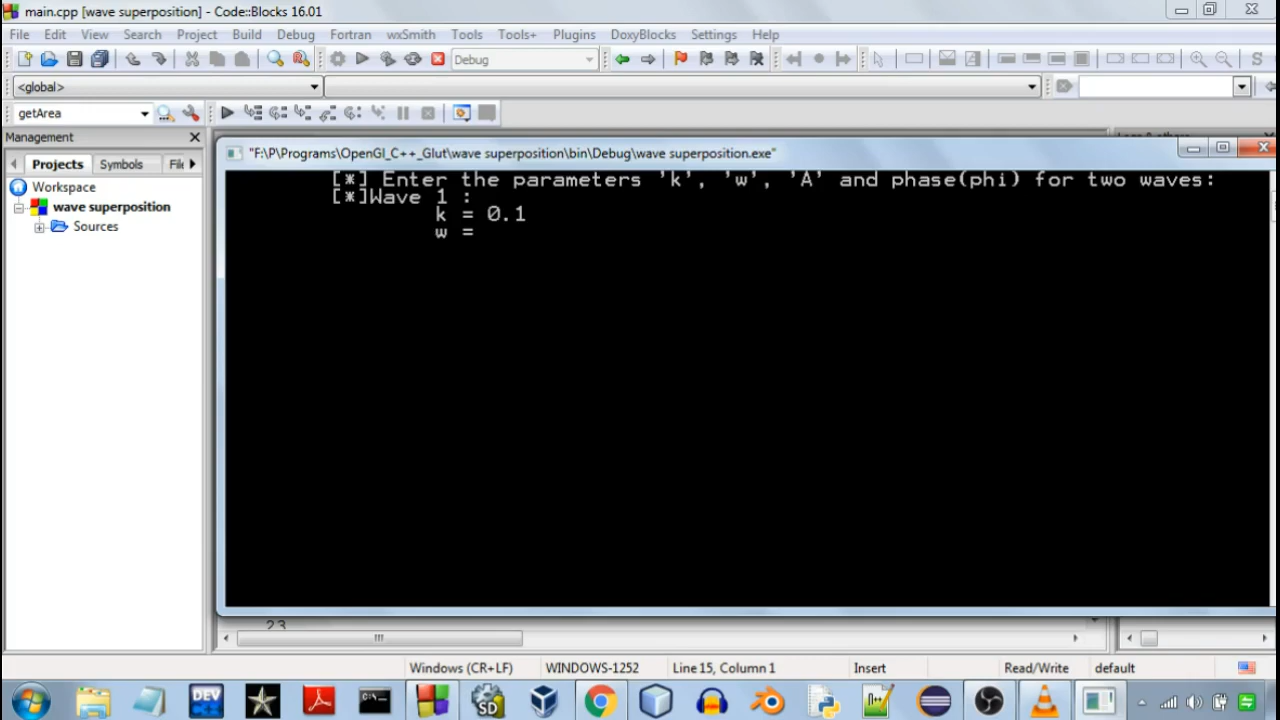 main.cpp [wave superposition] - Code::Blocks 16.01
File Edit View Search Project Build Debug Fortran wxSmith Tools Tools+ Plugins DoxyBlocks Settings Help
Debug
S
<global>
getArea
Management
Projects Symbols
Workspace
wave superposition
Sources
"F:\P\Programs\OpenGl_C++_Glut\wave superposition\bin\Debug\wave superposition.exe"
[*] Enter the parameters 'k', 'w', 'A' and phase(phi) for two waves:
[*]Wave 1 :
k = 0.1
w =
23
Windows (CR+LF) WINDOWS-1252 Line 15, Column 1 Insert Read/Write default
DEV
SD